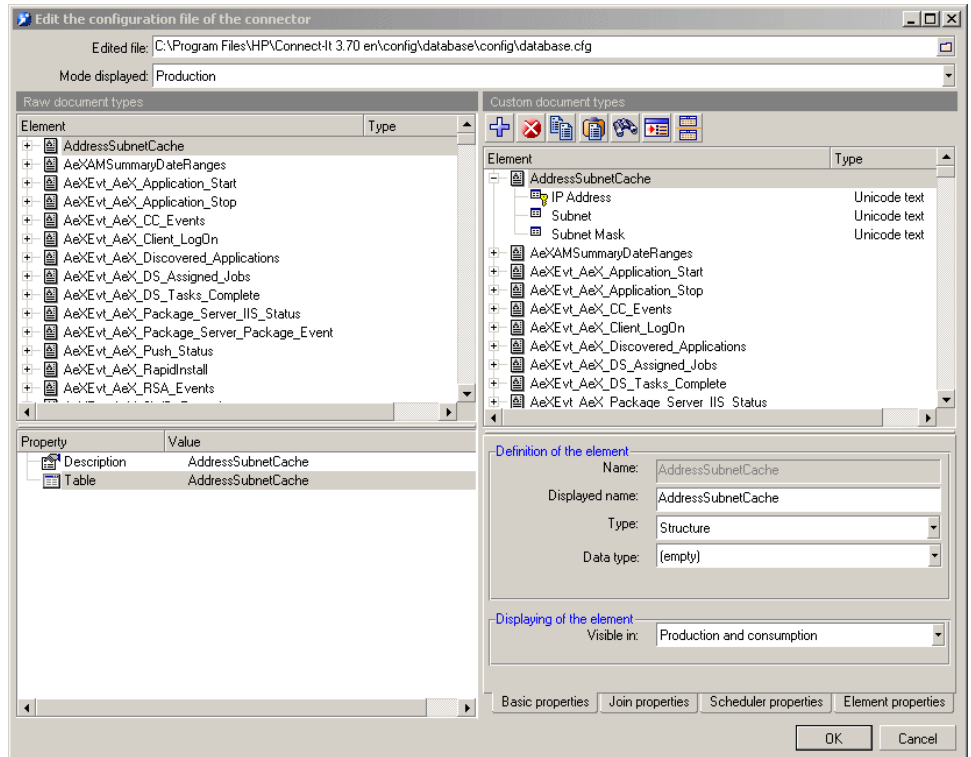 Edit the configuration file of the connector
Edited file: C:\Program Files\HP\Connect-It 3.70 en\config\database\config\database.cfg
Mode displayed: Production
Raw document types
Element Type
AddressSubnetCache
AeXAMSummaryDateRanges
AeXEvt_AeX_Application_Start
AeXEvt_AeX_Application_Stop
AeXEvt_AeX_CC_Events
AeXEvt_AeX_Client_LogOn
AeXEvt_AeX_Discovered_Applications
AeXEvt_AeX_DS_Assigned_Jobs
AeXEvt_AeX_DS_Tasks_Complete
AeXEvt_AeX_Package_Server_IIS_Status
AeXEvt_AeX_Package_Server_Package_Event
AeXEvt_AeX_Push_Status
AeXEvt_AeX_RapidInstall
AeXEvt_AeX_RSA_Events
Property Value
Description AddressSubnetCache
Table AddressSubnetCache
Custom document types
Element Type
AddressSubnetCache
IP Address Unicode text
Subnet Unicode text
Subnet Mask Unicode text
AeXAMSummaryDateRanges
AeXEvt_AeX_Application_Start
AeXEvt_AeX_Application_Stop
AeXEvt_AeX_CC_Events
AeXEvt_AeX_Client_LogOn
AeXEvt_AeX_Discovered_Applications
AeXEvt_AeX_DS_Assigned_Jobs
AeXEvt_AeX_DS_Tasks_Complete
AeXEvt_AeX_Package_Server_IIS_Status
Definition of the element
Name: AddressSubnetCache
Displayed name: AddressSubnetCache
Type: Structure
Data type: (empty)
Displaying of the element
Visible in: Production and consumption
Basic properties Join properties Scheduler properties Element properties
OK Cancel